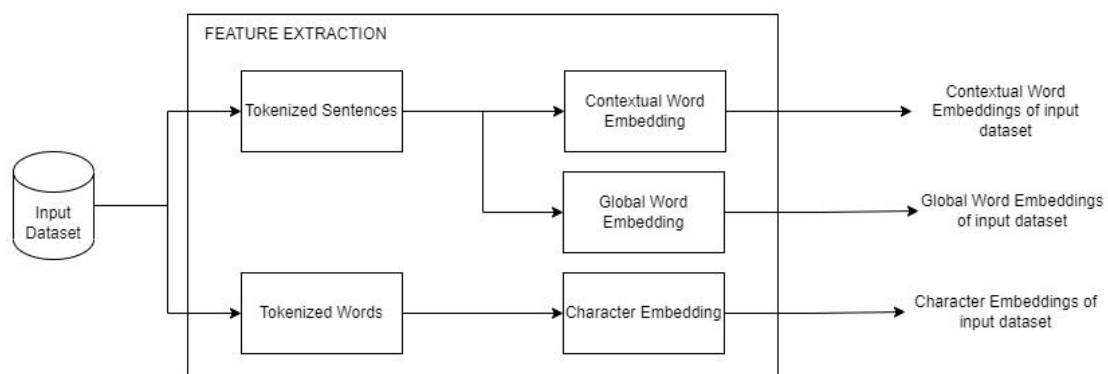 FEATURE EXTRACTION
Tokenized Sentences
Contextual Word
Embedding
Contextual Word
Embeddings of input
dataset
Input
Dataset
Global Word
Embedding
Global Word Embeddings
of input dataset
Tokenized Words
Character Embedding
Character Embeddings of
input dataset